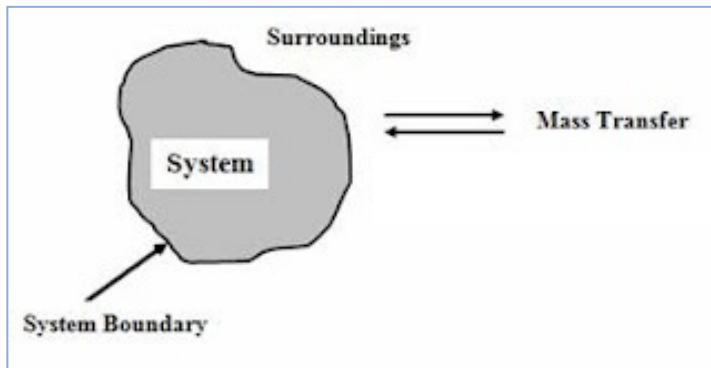 Surroundings
Mass Transfer
System
System Boundary